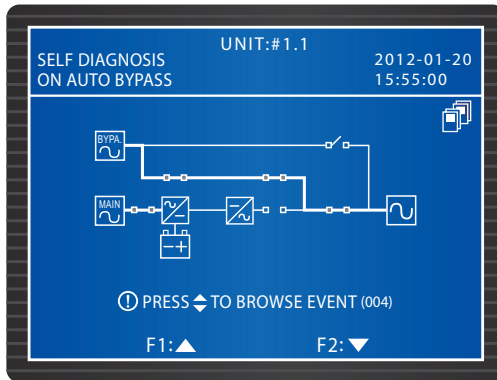 UNIT:#1.1
SELF DIAGNOSIS
2012-01-20
ON AUTO BYPASS
15:55:00
BYPA.
MAIN
PRESS TO BROWSE EVENT (004)
F1: F2: